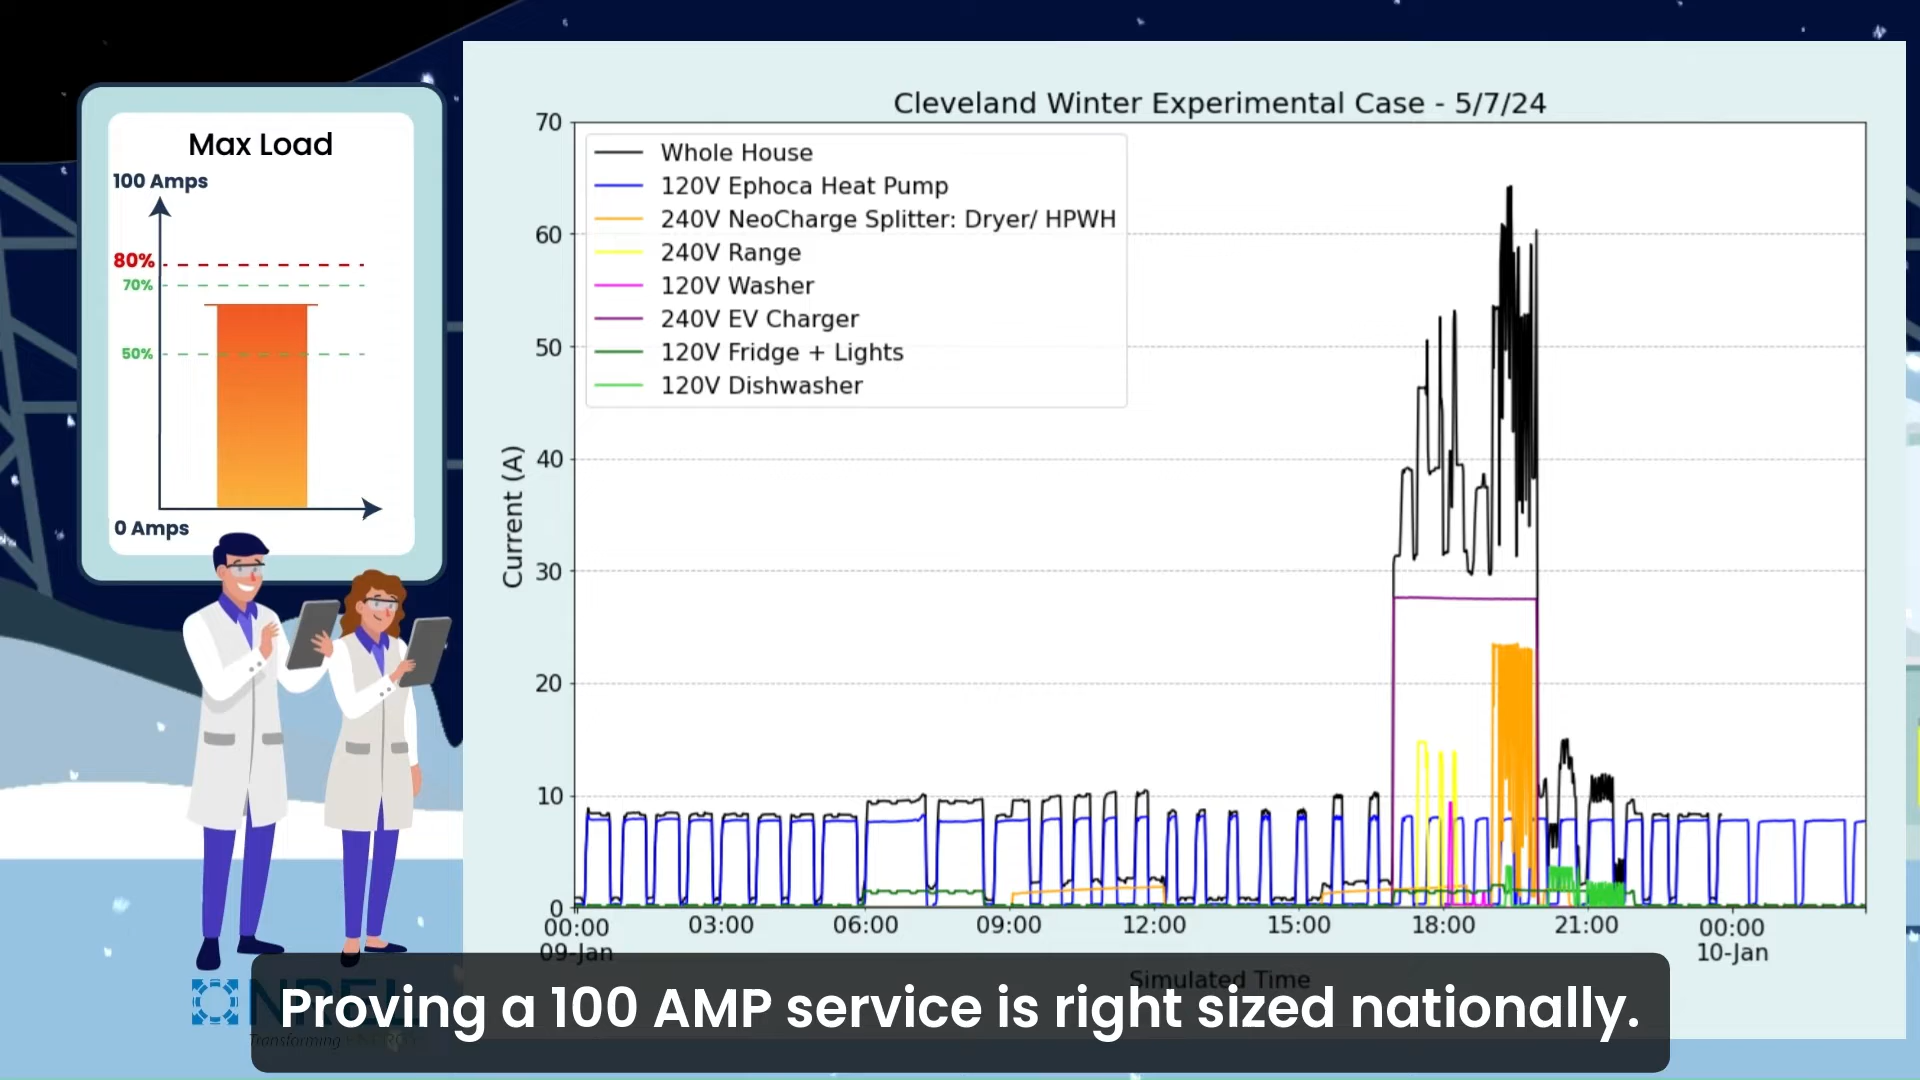 Max Load
100 Amps
80%
70%
50%
0 Amps
Cleveland Winter Experimental Case - 5/7/24
Whole House
120V Ephoca Heat Pump
240V NeoCharge Splitter: Dryer/ HPWH
240V Range
120V Washer
240V EV Charger
120V Fridge + Lights
120V Dishwasher
Current (A)
70
60
50
40
30
20
10
0
00:00 03:00 06:00 09:00 12:00 15:00 18:00 21:00 00:00
09-Jan 10-Jan
Simulated Time
NREL
Transforming ENERGY
Proving a 100 AMP service is right sized nationally.